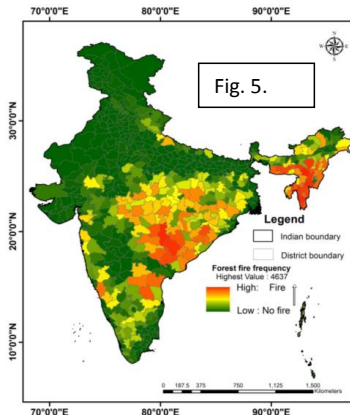 70°0'0"E 80°0'0"E 90°0'0"E
Fig. 5.
N
W E
S
30°0'0"N
20°0'0"N
10°0'0"N
Legend
Indian boundary
District boundary
Forest fire frequency
Highest Value : 4637
High: Fire
Low : No fire
0 187.5 375 750 1,125 1,500
Kilometers
70°0'0"E 80°0'0"E 90°0'0"E